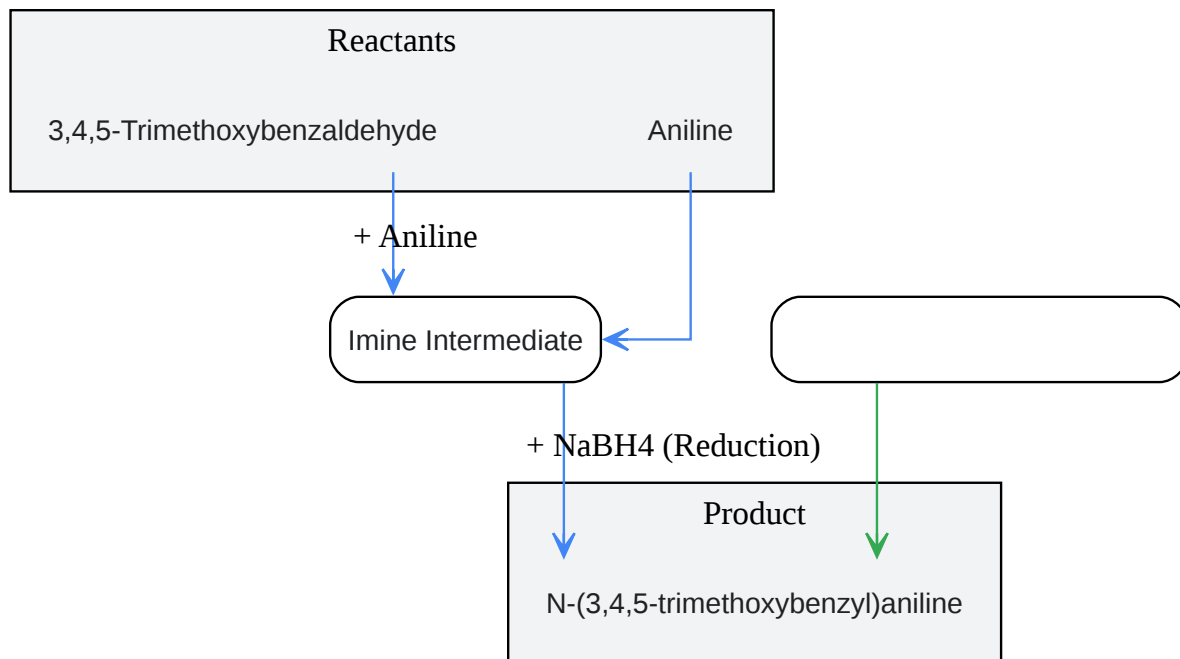 Reactants
3,4,5-Trimethoxybenzaldehyde
Aniline
+ Aniline
Imine Intermediate
+ NaBH4 (Reduction)
Product
N-(3,4,5-trimethoxybenzyl)aniline